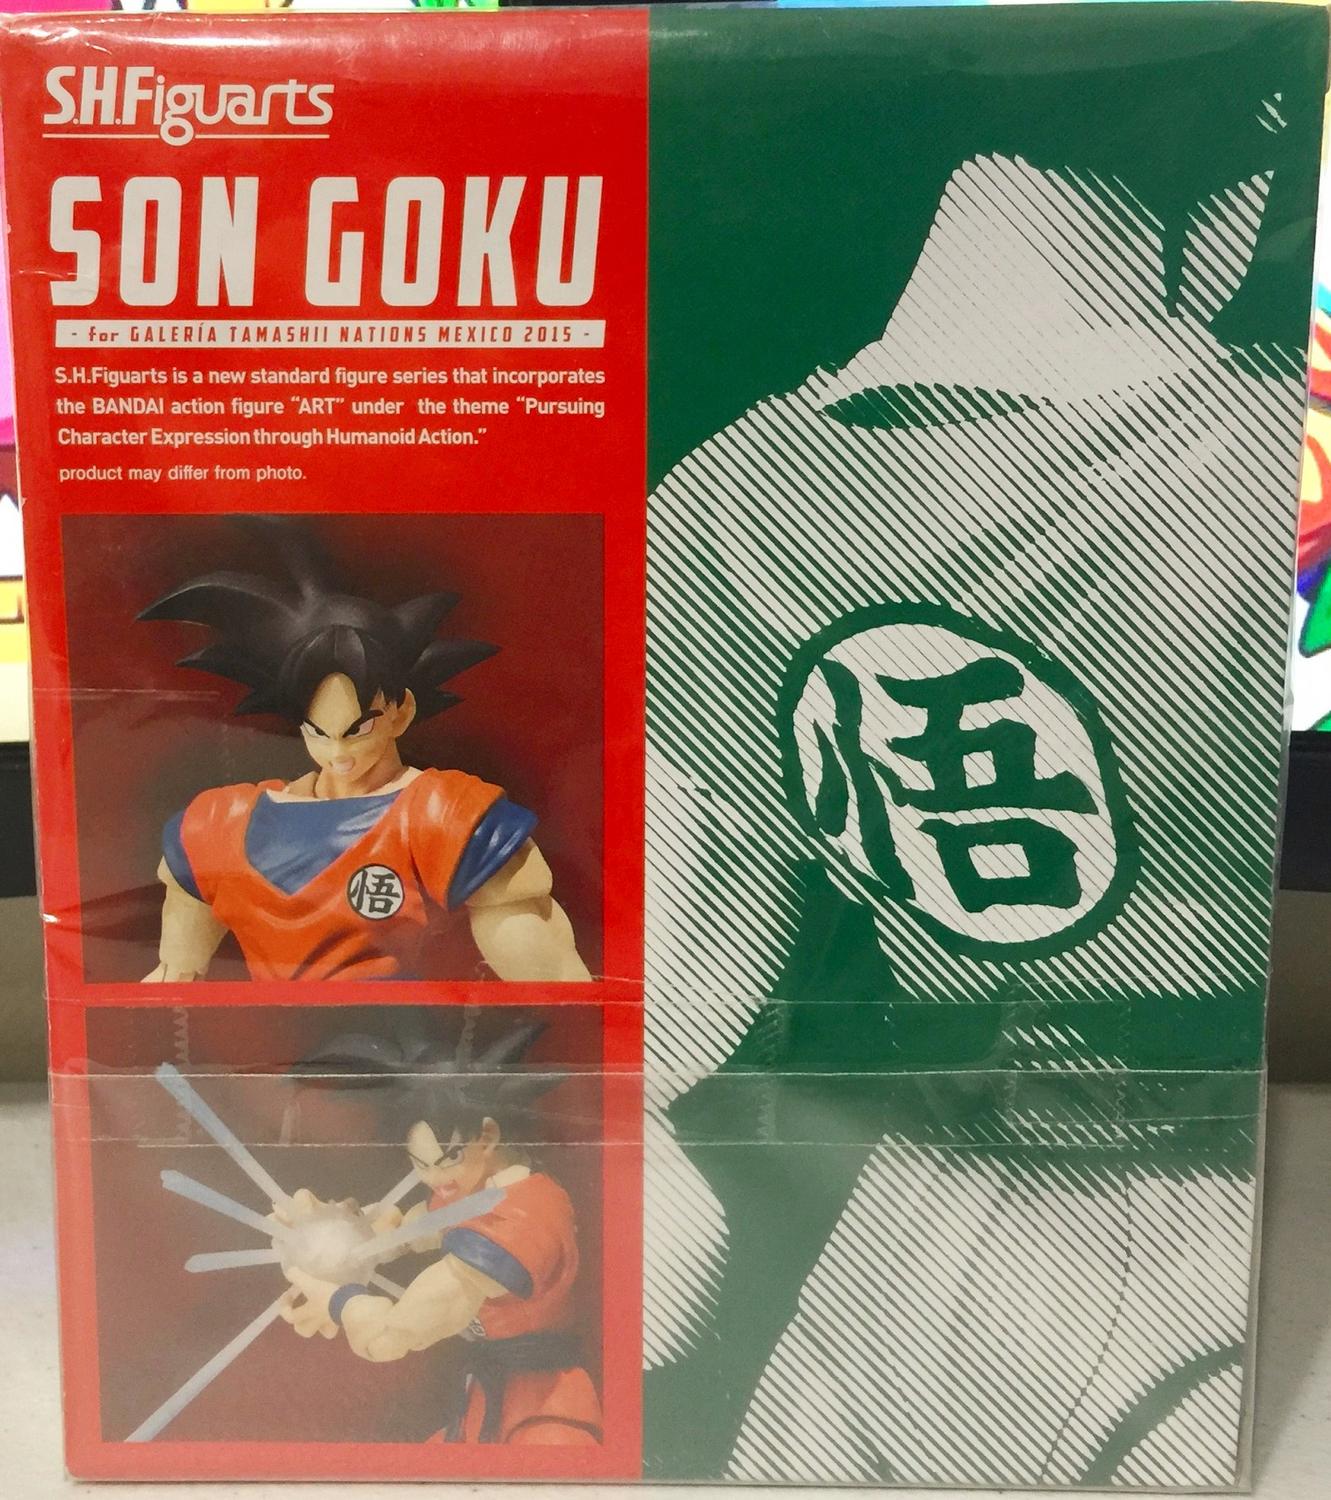 S.H.Figuarts
SON GOKU
- for GALERÍA TAMASHII NATIONS MEXICO 2015 -
S.H.Figuarts is a new standard figure series that incorporates
the BANDAI action figure “ART” under the theme “Pursuing
Character Expression through Humanoid Action.”
product may differ from photo.
悟
悟